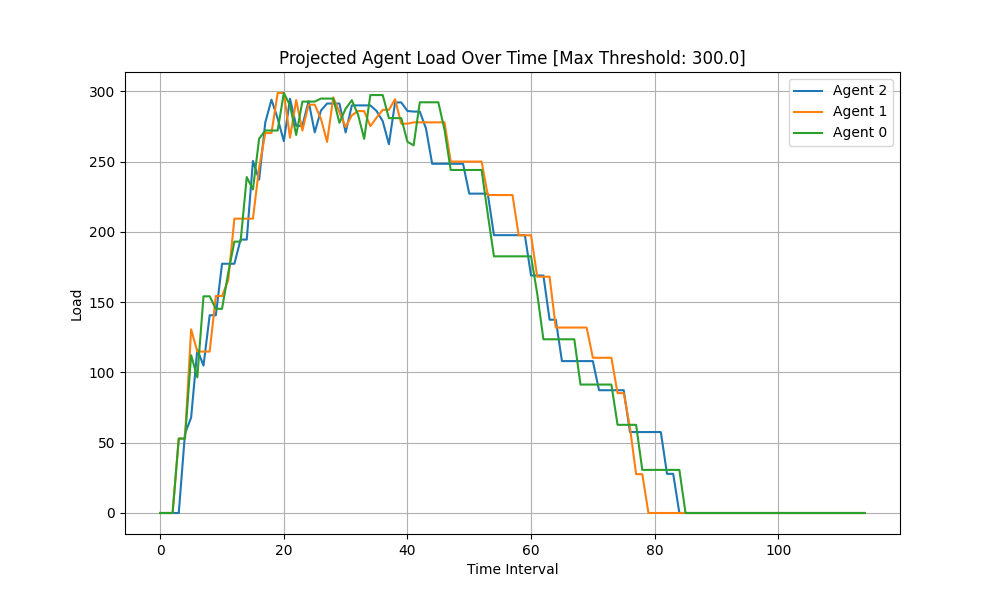 Projected Agent Load Over Time [Max Threshold: 300.0]
Agent 2
Agent 1
Agent 0
Load
300
250
200
150
100
50
0
0 20 40 60 80 100
Time Interval